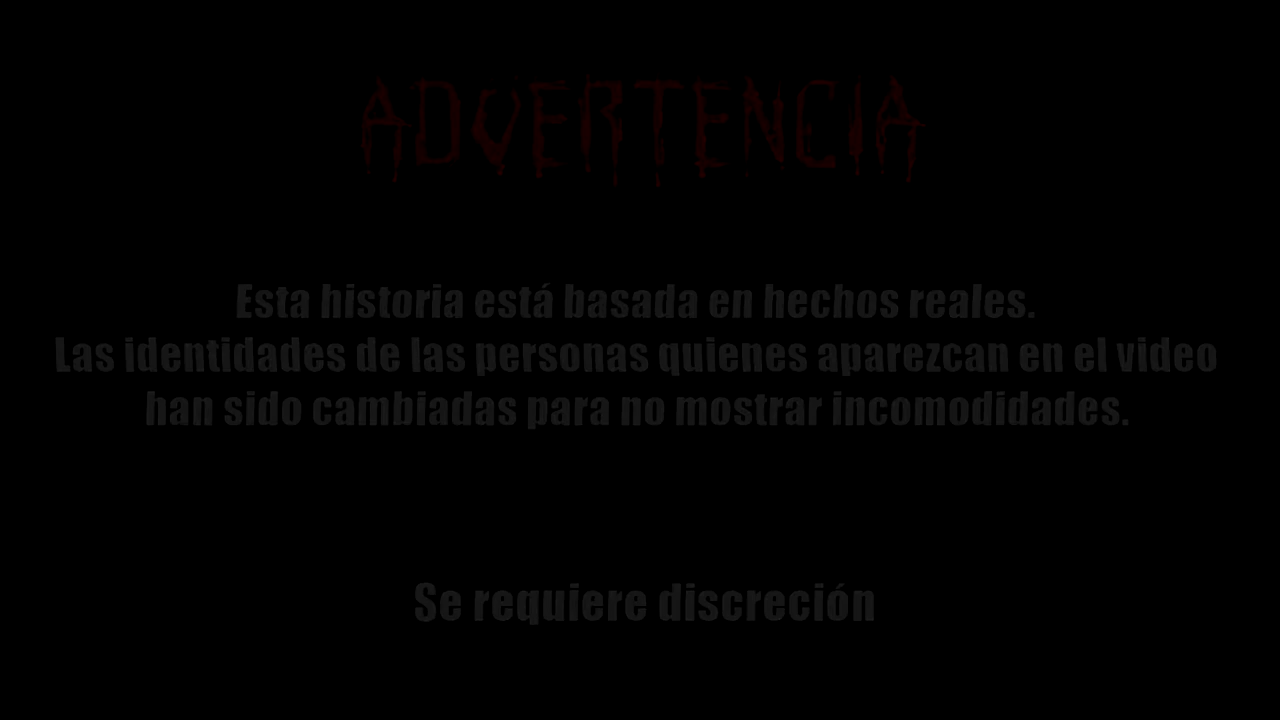 ADVERTENCIA
Esta historia está basada en hechos reales.
Las identidades de las personas quienes aparezcan en el video
han sido cambiadas para no mostrar incomodidades.
Se requiere discreción